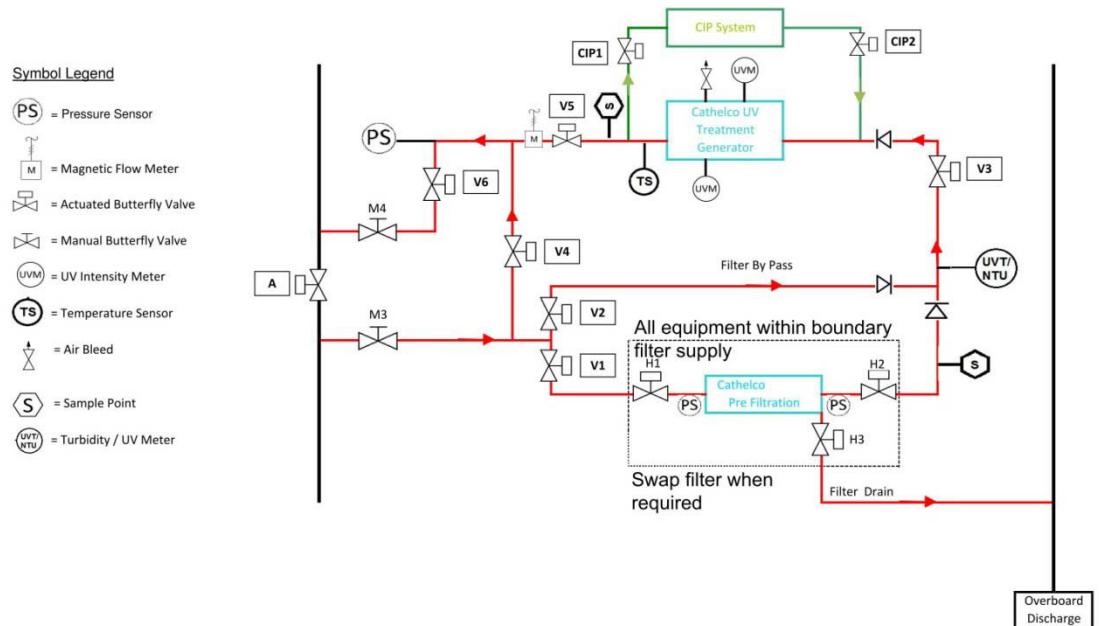 Symbol Legend
PS
= Pressure Sensor
M
= Magnetic Flow Meter
= Actuated Butterfly Valve
= Manual Butterfly Valve
UVM
= UV Intensity Meter
TS
= Temperature Sensor
= Air Bleed
S
= Sample Point
UVT/
NTU
= Turbidity / UV Meter
CIP System
CIP1
CIP2
UVM
S
V5
Cathelco UV
Treatment
Generator
PS
M
TS
UVM
V3
V6
M4
V4
Filter By Pass
UVT/
NTU
A
M3
V2
All equipment within boundary
filter supply
V1
H1
H2
S
Cathelco
Pre Filtration
PS
PS
H3
Swap filter when
required
Filter Drain
Overboard
Discharge